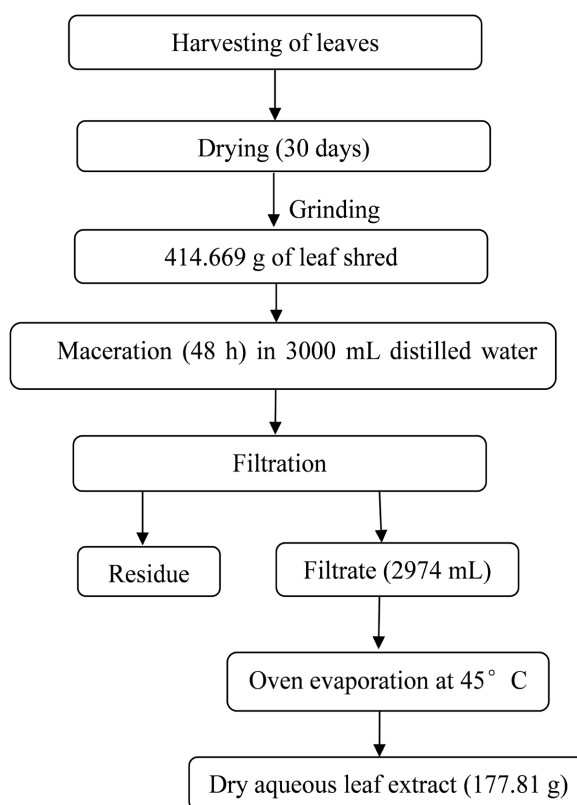 Harvesting of leaves
Drying (30 days)
Grinding
414.669 g of leaf shred
Maceration (48 h) in 3000 mL distilled water
Filtration
Residue
Filtrate (2974 mL)
Oven evaporation at 45° C
Dry aqueous leaf extract (177.81 g)